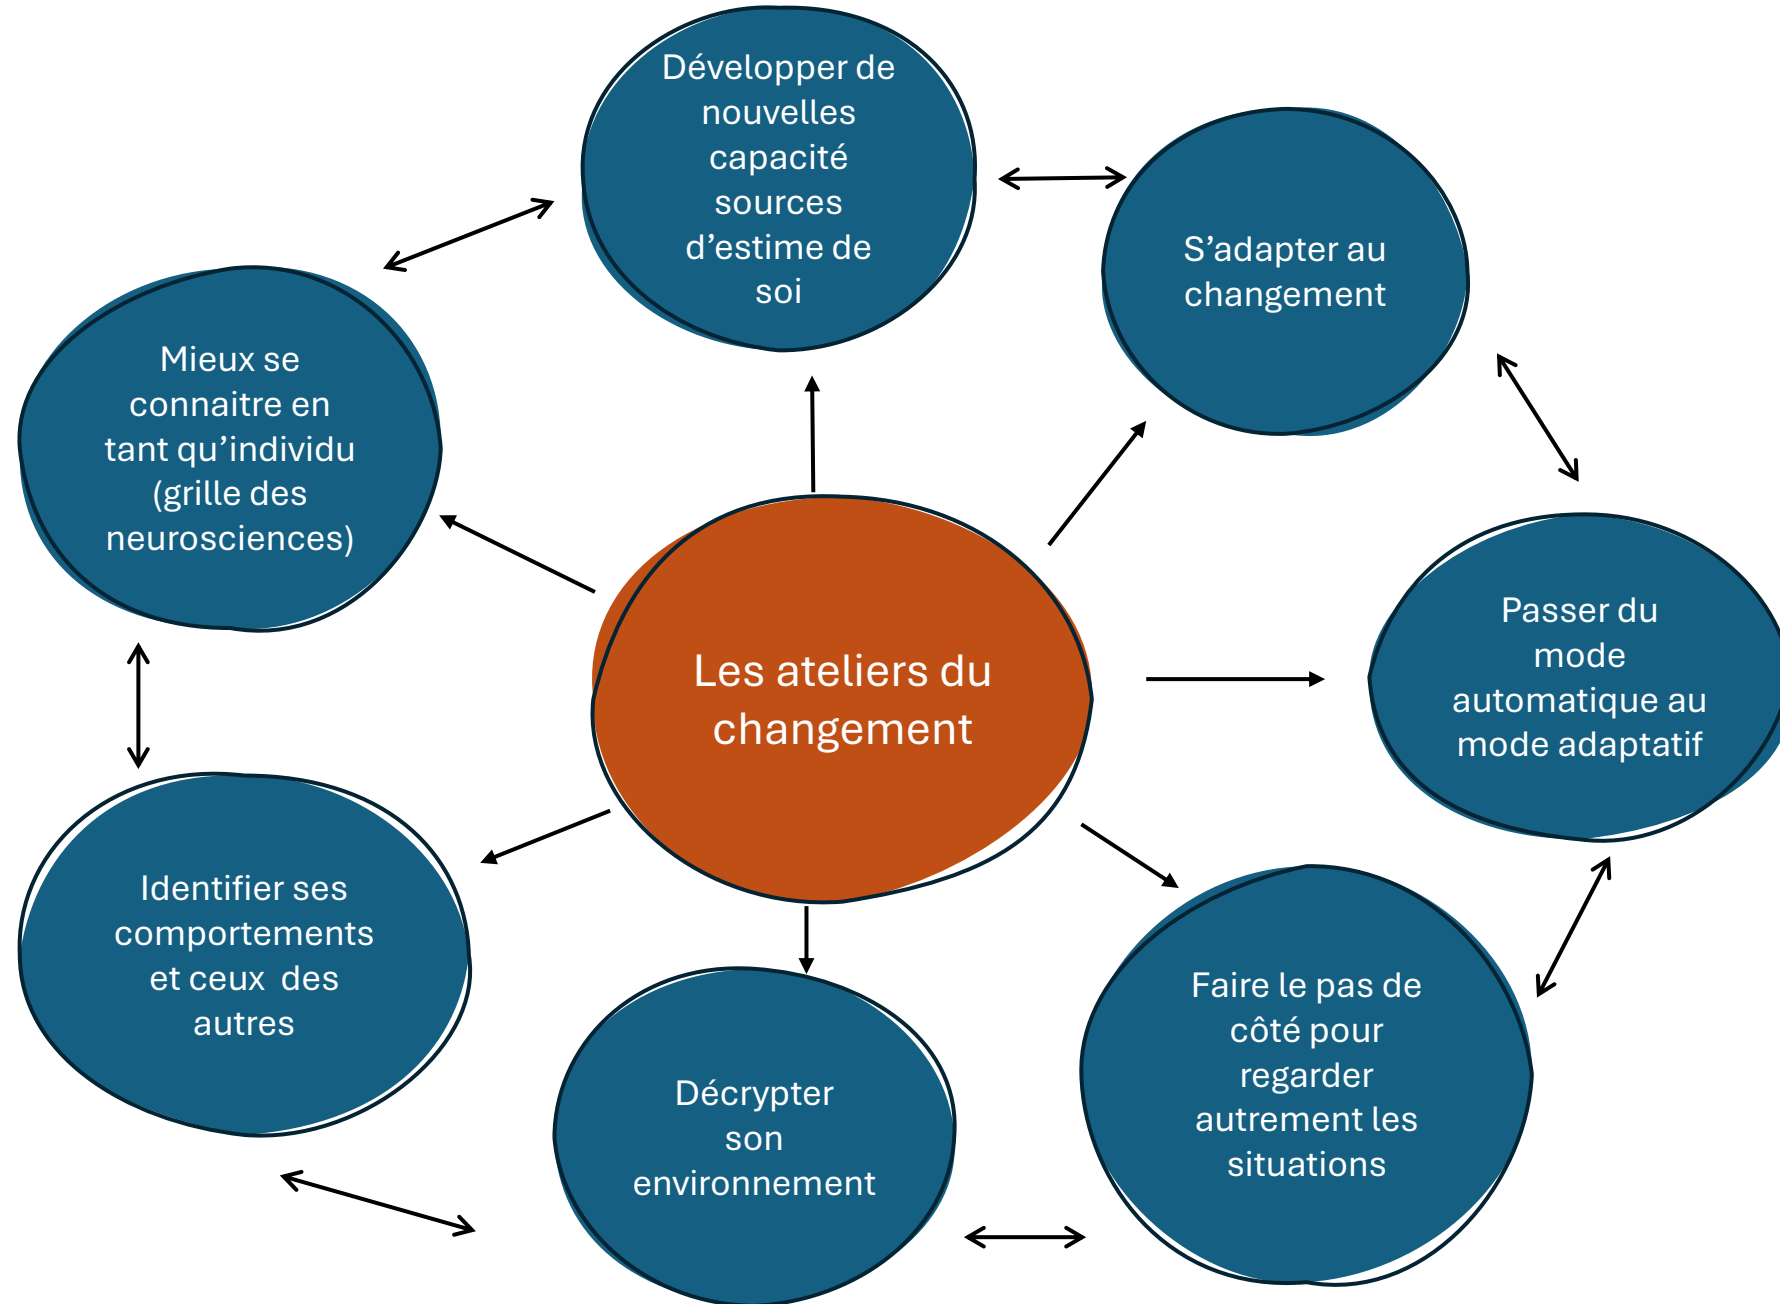 Développer de
nouvelles
capacité
sources
d’estime de
soi
S’adapter au
changement
Mieux se
connaitre en
tant qu’individu
(grille des
neurosciences)
Passer du
mode
automatique au
mode adaptatif
Les ateliers du
changement
Identifier ses
comportements
et ceux  des
autres
Faire le pas de
côté pour
regarder
autrement les
situations
Décrypter
son
environnement